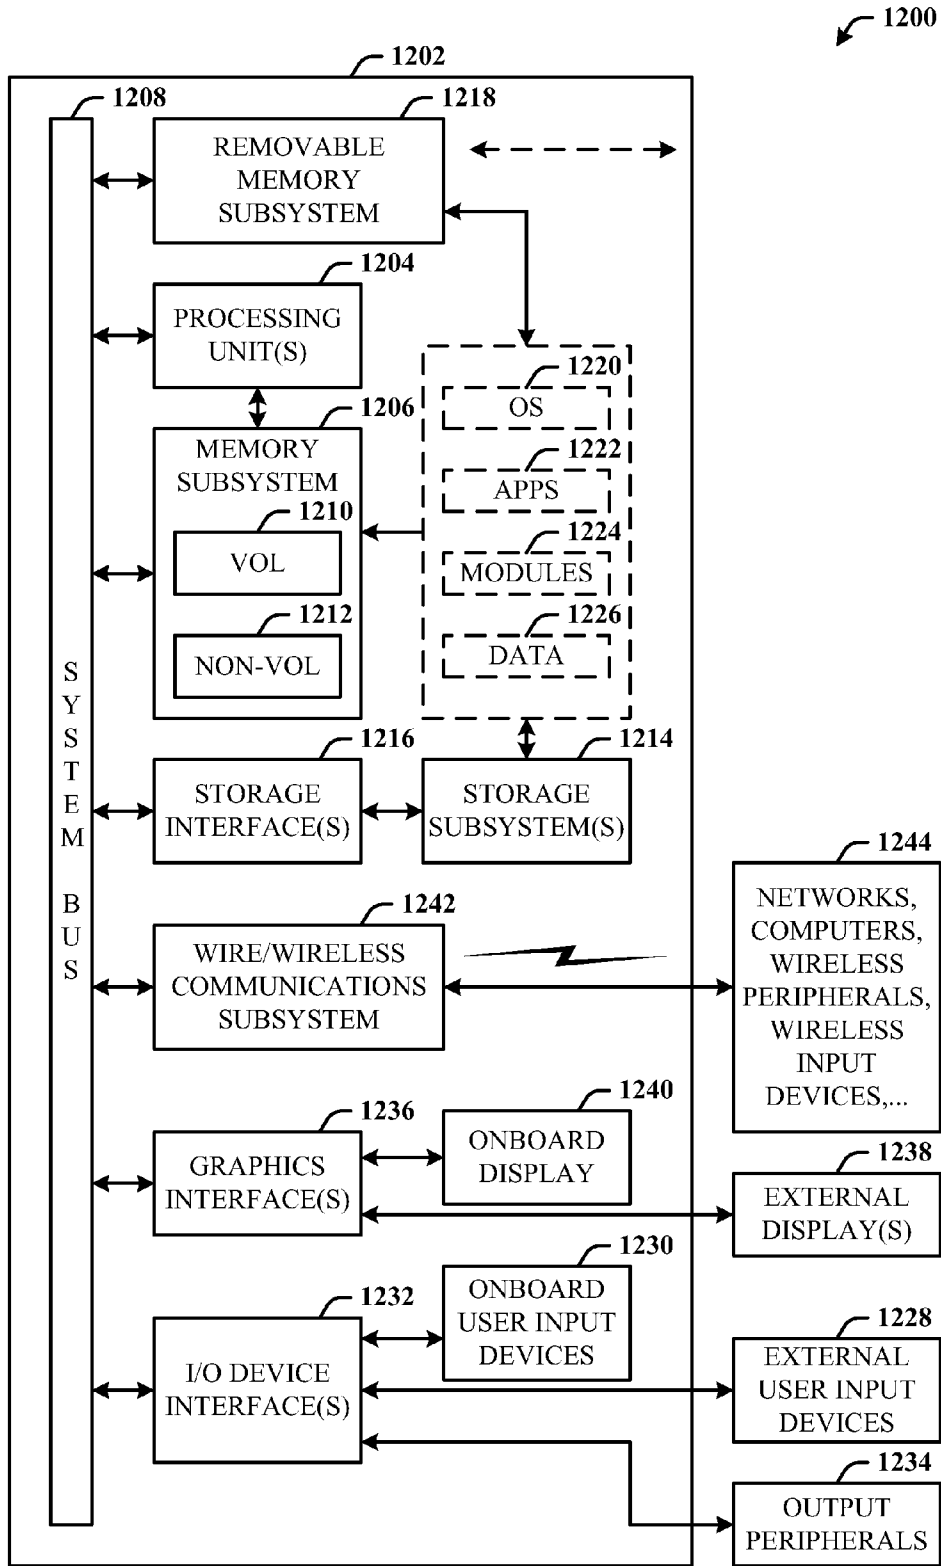 1200
1202
1208
1218
REMOVABLE
MEMORY
SUBSYSTEM
1204
PROCESSING
UNIT(S)
1206
MEMORY
SUBSYSTEM
1210
VOL
1212
NON-VOL
1220
OS
1222
APPS
1224
MODULES
1226
DATA
SYSTEM BUS
1216
STORAGE
INTERFACE(S)
1214
STORAGE
SUBSYSTEM(S)
1242
WIRE/WIRELESS
COMMUNICATIONS
SUBSYSTEM
1244
NETWORKS,
COMPUTERS,
WIRELESS
PERIPHERALS,
WIRELESS
INPUT
DEVICES,...
1236
GRAPHICS
INTERFACE(S)
1240
ONBOARD
DISPLAY
1238
EXTERNAL
DISPLAY(S)
1232
I/O DEVICE
INTERFACE(S)
1230
ONBOARD
USER INPUT
DEVICES
1228
EXTERNAL
USER INPUT
DEVICES
1234
OUTPUT
PERIPHERALS